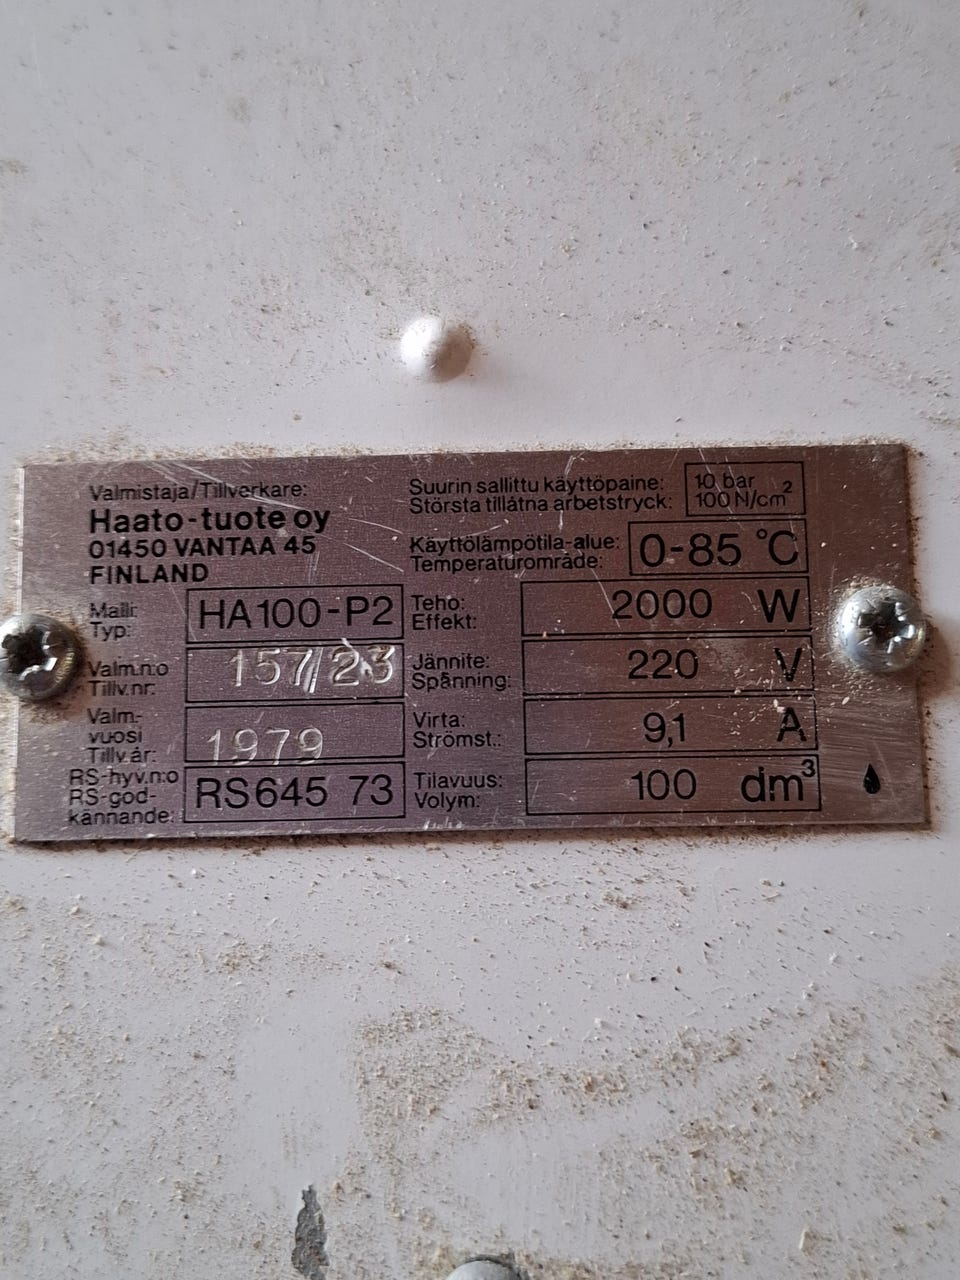 Valmistaja/Tillverkare:
Haato-tuote oy
01450 VANTAA 45
FINLAND
Malli: HA100-P2
Typ:
Valm.n:o 157/23
Tillv.nr:
Valm-
vuosi 1979
Tillv.år:
RS-hyv.n:o RS645 73
RS-god-
kännande:
Suurin sallittu käyttöpaine: 10 bar
Största tillåtna arbetstryck: 100 N/cm²
Käyttölämpötila-alue: 0-85 °C
Temperaturområde:
Teho: 2000 W
Effekt:
Jännite: 220 V
Spänning:
Virta: 9,1 A
Strömst.:
Tilavuus: 100 dm³
Volym: